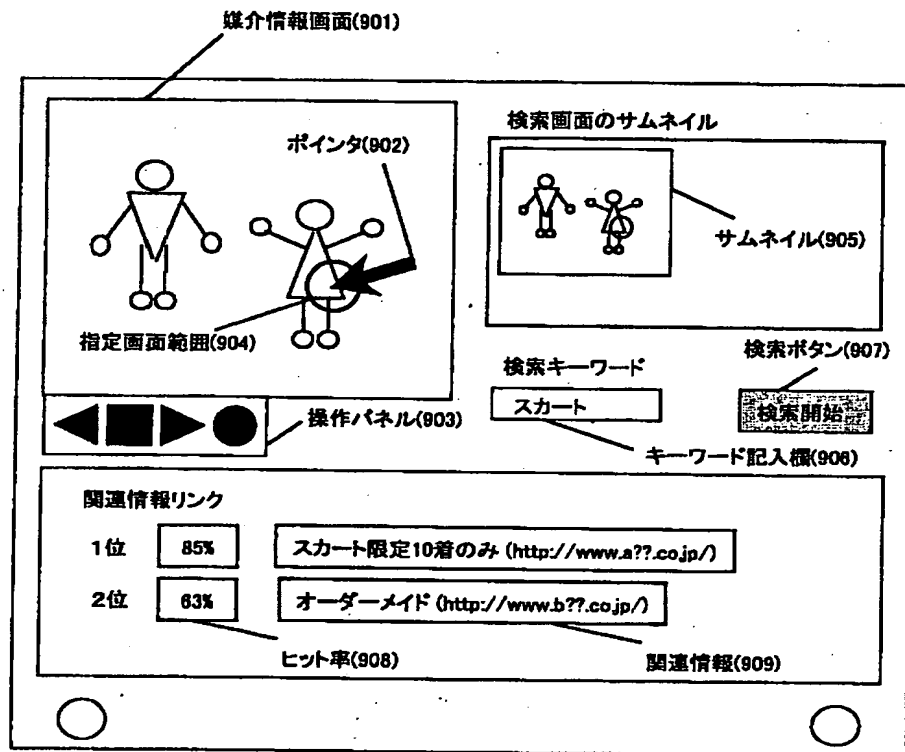 媒介情報画面(901)
ポインタ(902)
検索画面のサムネイル
サムネイル(905)
指定画面範囲(904)
検索ボタン(907)
検索キーワード
スカート
検索開始
操作パネル(903)
キーワード記入欄(906)
関連情報リンク
1位 85% スカート限定10着のみ (http://www.a??.co.jp/)
2位 63% オーダーメイド (http://www.b??.co.jp/)
ヒット率(908)
関連情報(909)